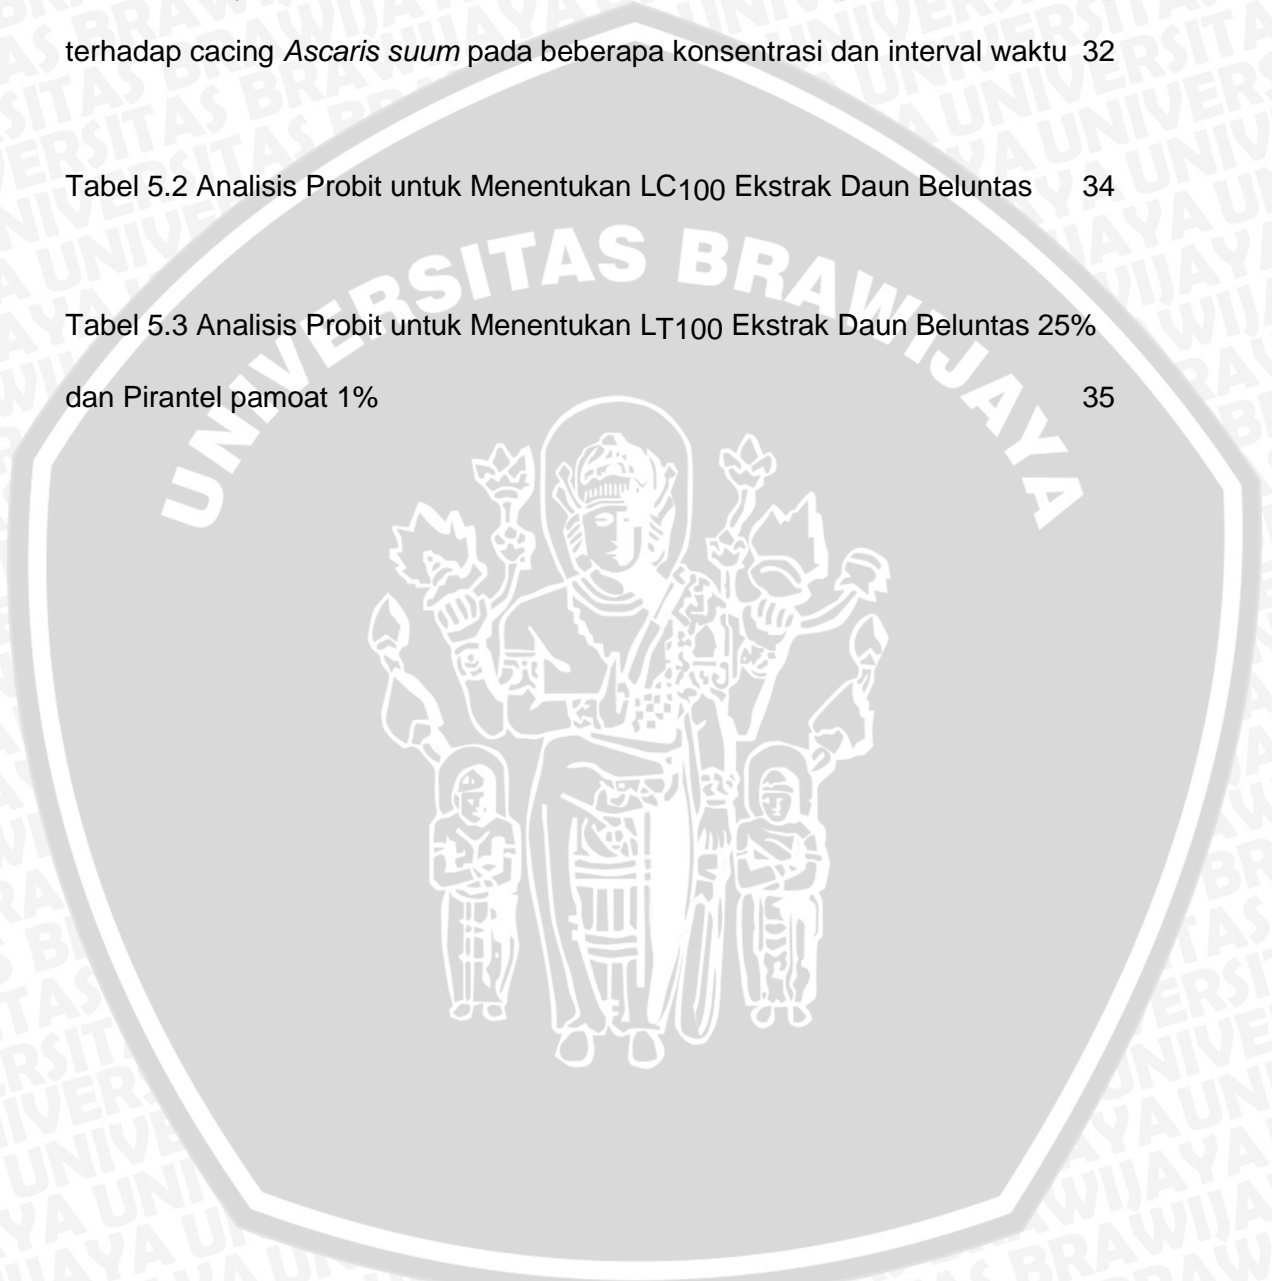 terhadap cacing Ascaris suum pada beberapa konsentrasi dan interval waktu 32
Tabel 5.2 Analisis Probit untuk Menentukan LC100 Ekstrak Daun Beluntas 34
UNIVERSITAS BRAWIJAYA
Tabel 5.3 Analisis Probit untuk Menentukan LT100 Ekstrak Daun Beluntas 25%
dan Pirantel pamoat 1% 35